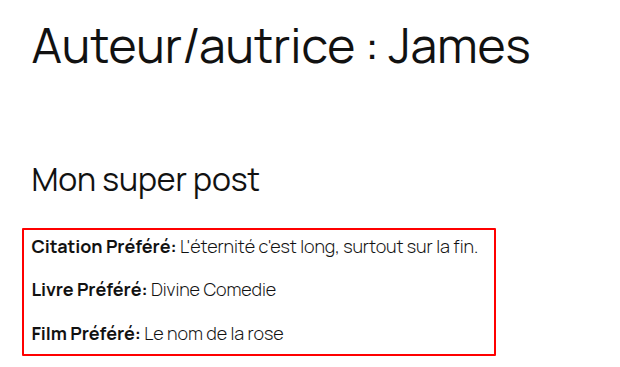 Auteur/autrice : James
Mon super post
Citation Préféré: L'éternité c'est long, surtout sur la fin.
Livre Préféré: Divine Comedie
Film Préféré: Le nom de la rose